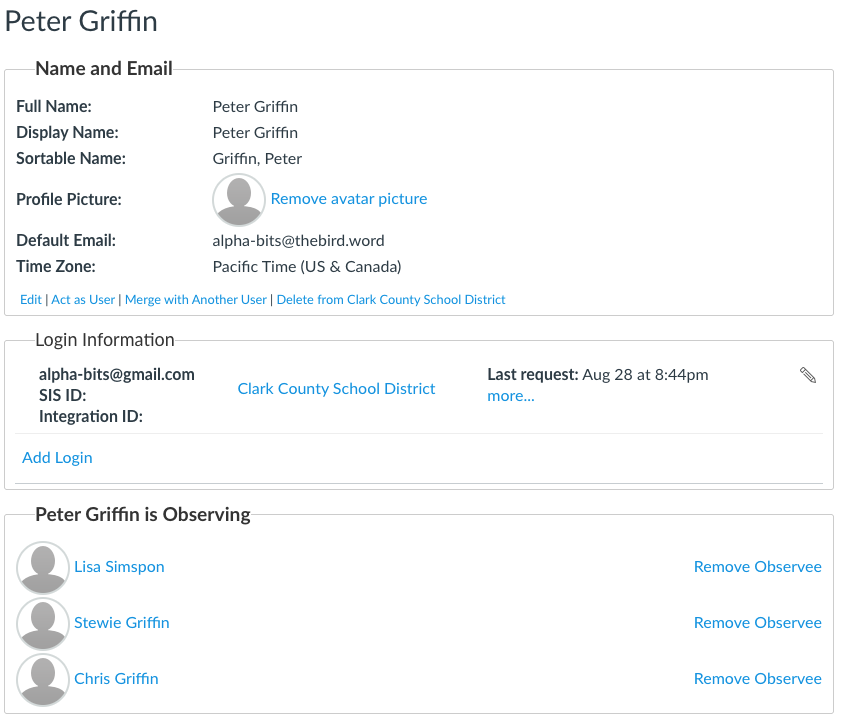 Peter Griffin
Name and Email
Full Name: Peter Griffin
Display Name: Peter Griffin
Sortable Name: Griffin, Peter
Profile Picture: Remove avatar picture
Default Email: alpha-bits@thebird.word
Time Zone: Pacific Time (US & Canada)
Edit | Act as User | Merge with Another User | Delete from Clark County School District
Login Information
alpha-bits@gmail.com
SIS ID:
Integration ID:
Clark County School District
Last request: Aug 28 at 8:44pm
more...
Add Login
Peter Griffin is Observing
Lisa Simspon Remove Observee
Stewie Griffin Remove Observee
Chris Griffin Remove Observee